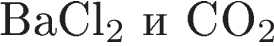 BaCl₂ и CO₂